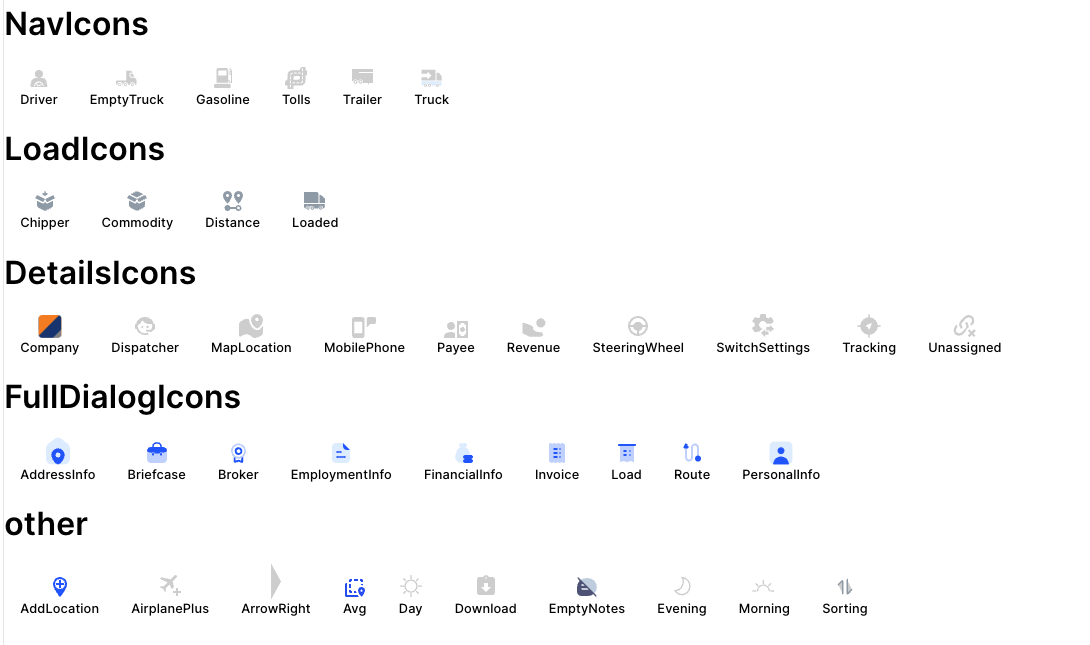 NavIcons
Driver EmptyTruck Gasoline Tolls Trailer Truck
LoadIcons
Chipper Commodity Distance Loaded
DetailsIcons
Company Dispatcher MapLocation MobilePhone Payee Revenue SteeringWheel SwitchSettings Tracking Unassigned
FullDialogIcons
AddressInfo Briefcase Broker EmploymentInfo FinancialInfo Invoice Load Route PersonalInfo
other
AddLocation AirplanePlus ArrowRight Avg Day Download EmptyNotes Evening Morning Sorting